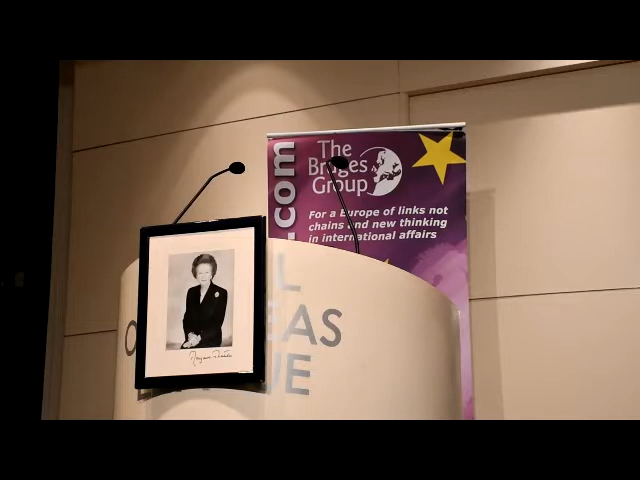 .com
The
Bruges
Group
For a Europe of links not
chains and new thinking
in international affairs
L
O EAS
UE